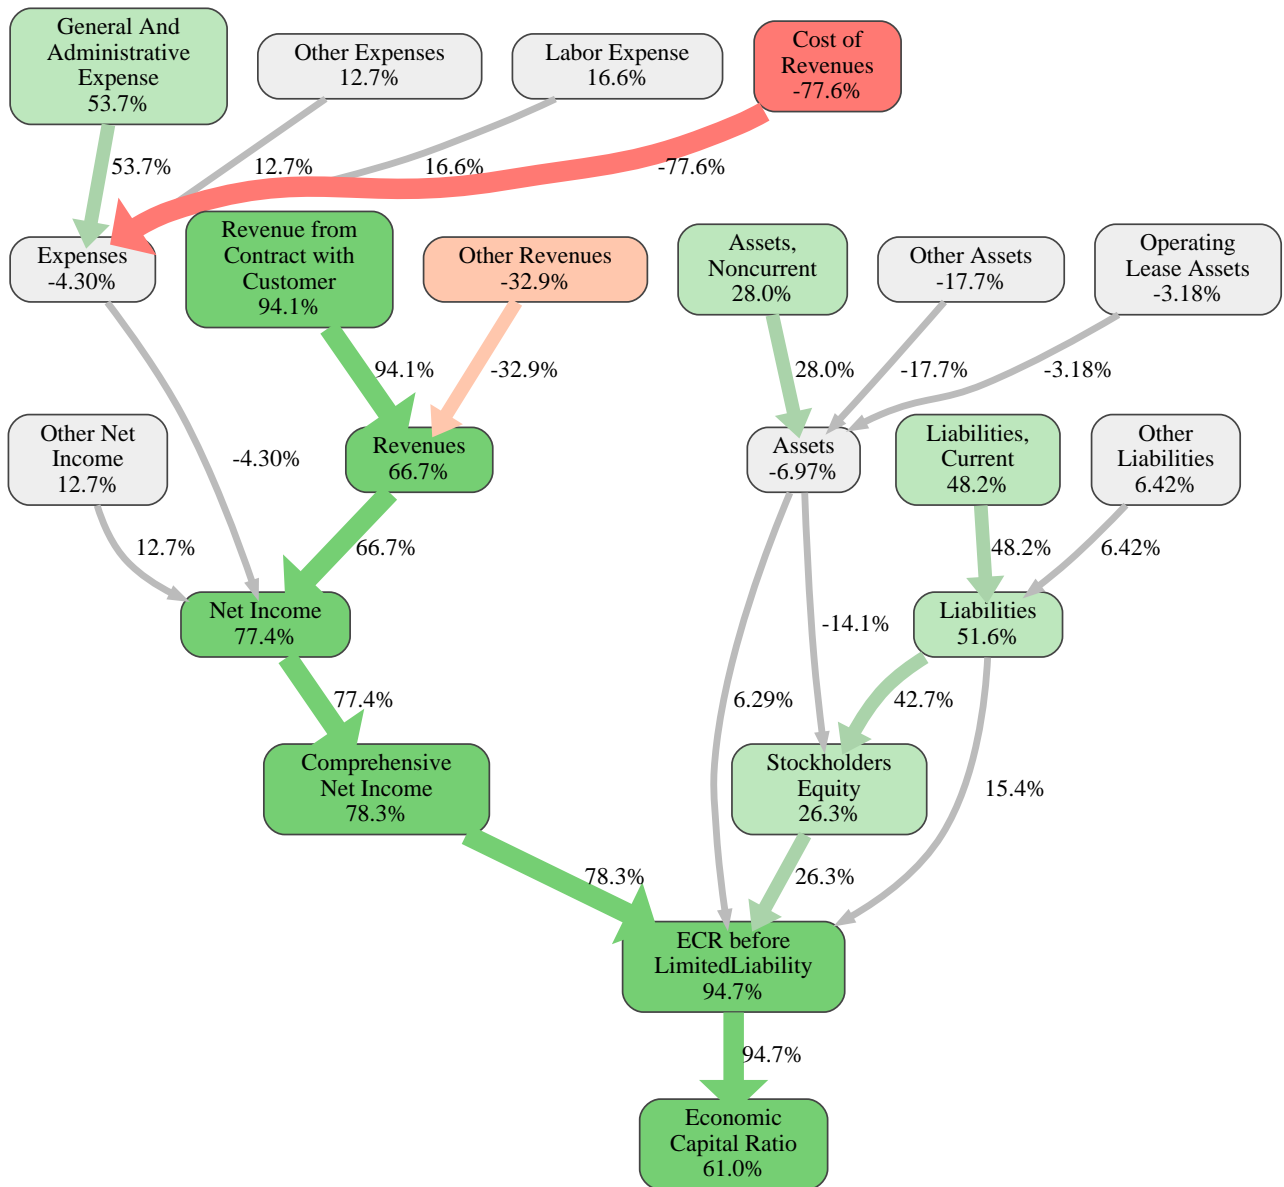 General And
Administrative
Expense
53.7%
Other Expenses
12.7%
Labor Expense
16.6%
Cost of
Revenues
-77.6%
53.7%
12.7%
16.6%
-77.6%
Expenses
-4.30%
Revenue from
Contract with
Customer
94.1%
Other Revenues
-32.9%
Assets,
Noncurrent
28.0%
Other Assets
-17.7%
Operating
Lease Assets
-3.18%
94.1%
-32.9%
28.0%
-17.7%
-3.18%
Other Net
Income
12.7%
-4.30%
Revenues
66.7%
Assets
-6.97%
Liabilities,
Current
48.2%
Other
Liabilities
6.42%
12.7%
66.7%
48.2%
6.42%
Net Income
77.4%
-14.1%
Liabilities
51.6%
77.4%
6.29%
42.7%
Comprehensive
Net Income
78.3%
Stockholders
Equity
26.3%
15.4%
78.3%
26.3%
ECR before
LimitedLiability
94.7%
94.7%
Economic
Capital Ratio
61.0%